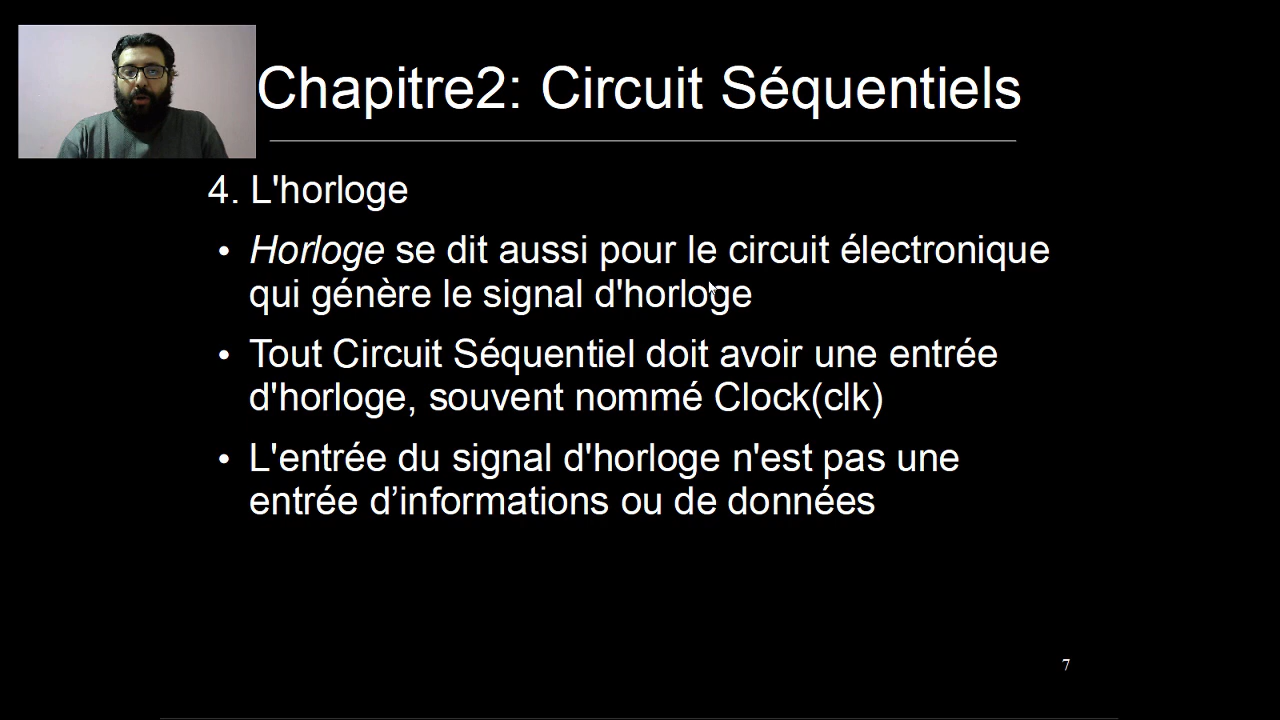 Chapitre2: Circuit Séquentiels
4. L'horloge
• Horloge se dit aussi pour le circuit électronique
qui génère le signal d'horloge
• Tout Circuit Séquentiel doit avoir une entrée
d'horloge, souvent nommé Clock(clk)
• L'entrée du signal d'horloge n'est pas une
entrée d’informations ou de données
7